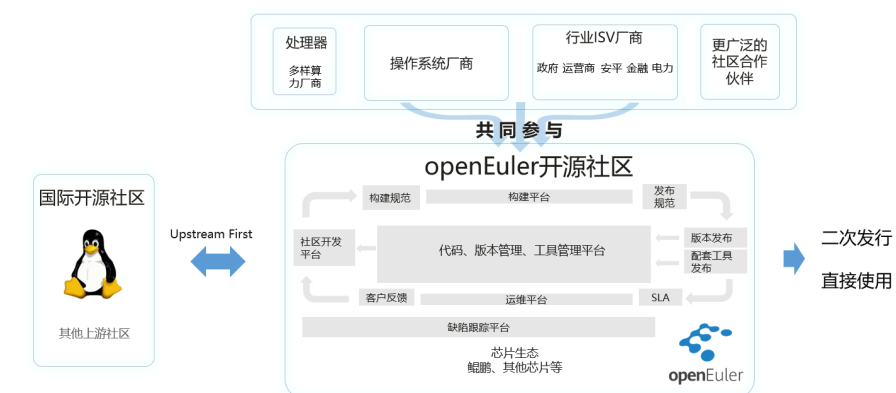 处理器
多样算
力厂商
操作系统厂商
行业ISV厂商
政府 运营商 安平 金融 电力
更广泛的
社区合作
伙伴
共同参与
openEuler开源社区
国际开源社区
其他上游社区
Upstream First
构建规范
构建平台
发布
规范
社区开发
平台
代码、版本管理、工具管理平台
版本发布
配套工具
发布
客户反馈
运维平台
SLA
缺陷跟踪平台
芯片生态
鲲鹏、其他芯片等
openEuler
二次发行
直接使用